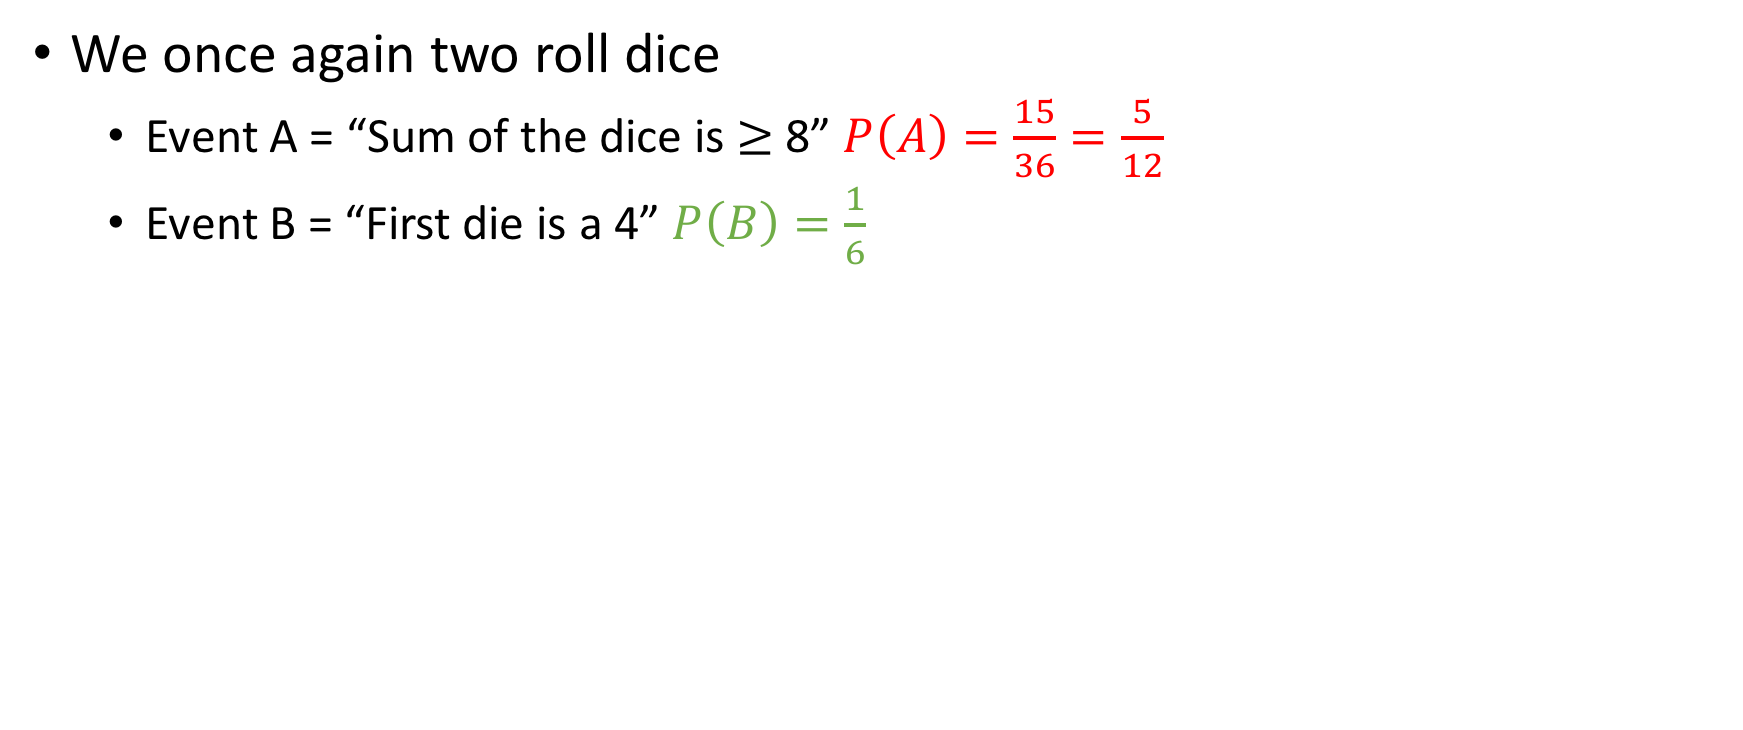 • We once again two roll dice
• Event A = “Sum of the dice is ≥ 8” P(A) = 15/36 = 5/12
• Event B = “First die is a 4” P(B) = 1/6